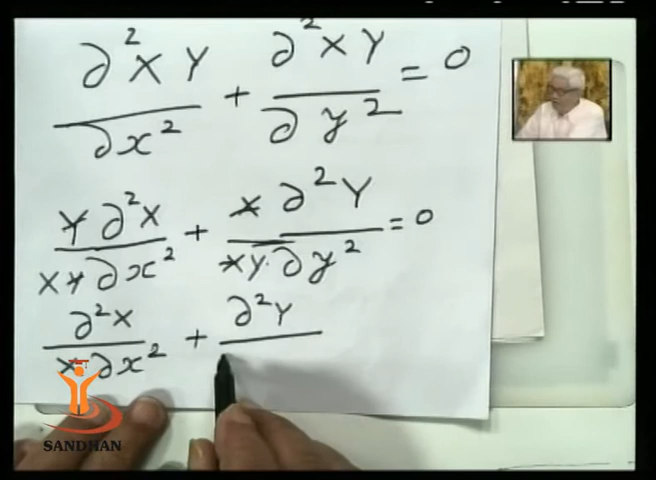 ∂²XY/∂x² + ∂²XY/∂y² = 0
Y∂²X/XY∂x² + X∂²Y/XY·∂y² = 0
∂²X/X∂x² + ∂²Y/
SANDHAN